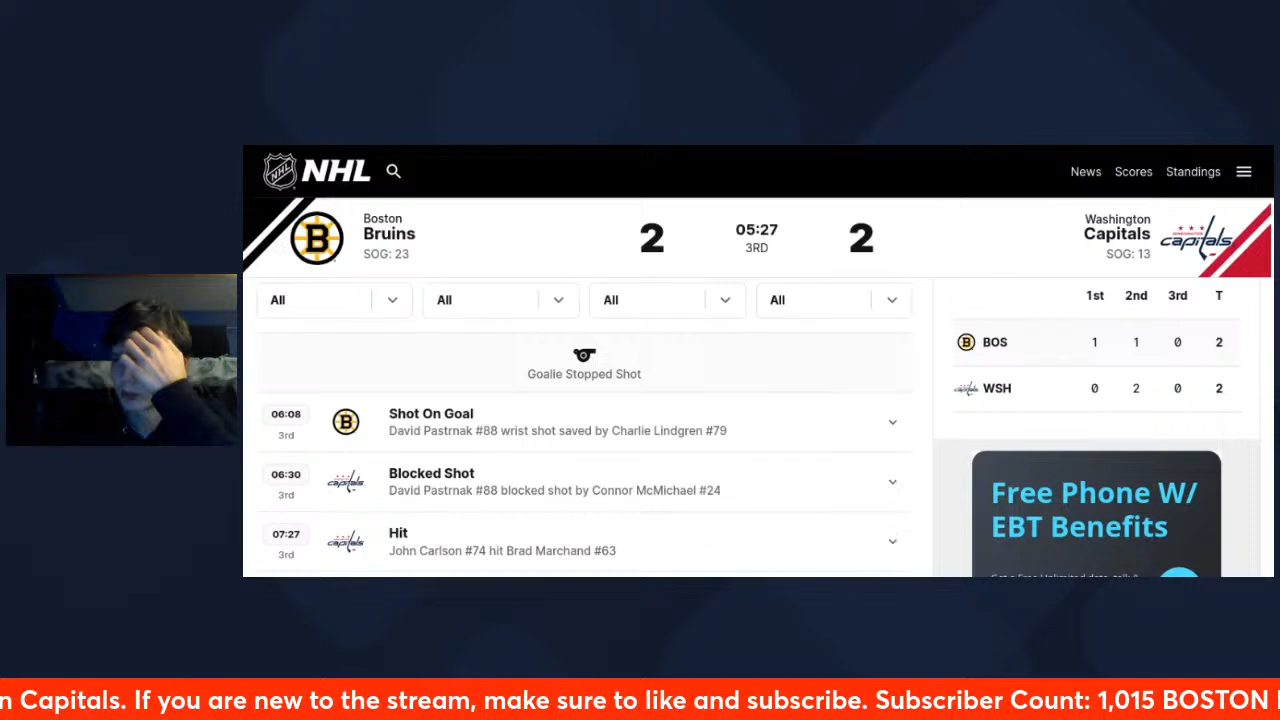 NHL
News Scores Standings
Boston
Bruins
SOG: 23
2
05:27
3RD
2
Washington
Capitals
SOG: 13
capitals
All
All
All
All
1st 2nd 3rd T
BOS 1 1 0 2
WSH 0 2 0 2
Goalie Stopped Shot
06:08
3rd
Shot On Goal
David Pastrnak #88 wrist shot saved by Charlie Lindgren #79
06:30
3rd
Blocked Shot
David Pastrnak #88 blocked shot by Connor McMichael #24
07:27
3rd
Hit
John Carlson #74 hit Brad Marchand #63
Free Phone W/
EBT Benefits
n Capitals. If you are new to the stream, make sure to like and subscribe. Subscriber Count: 1,015 BOSTON